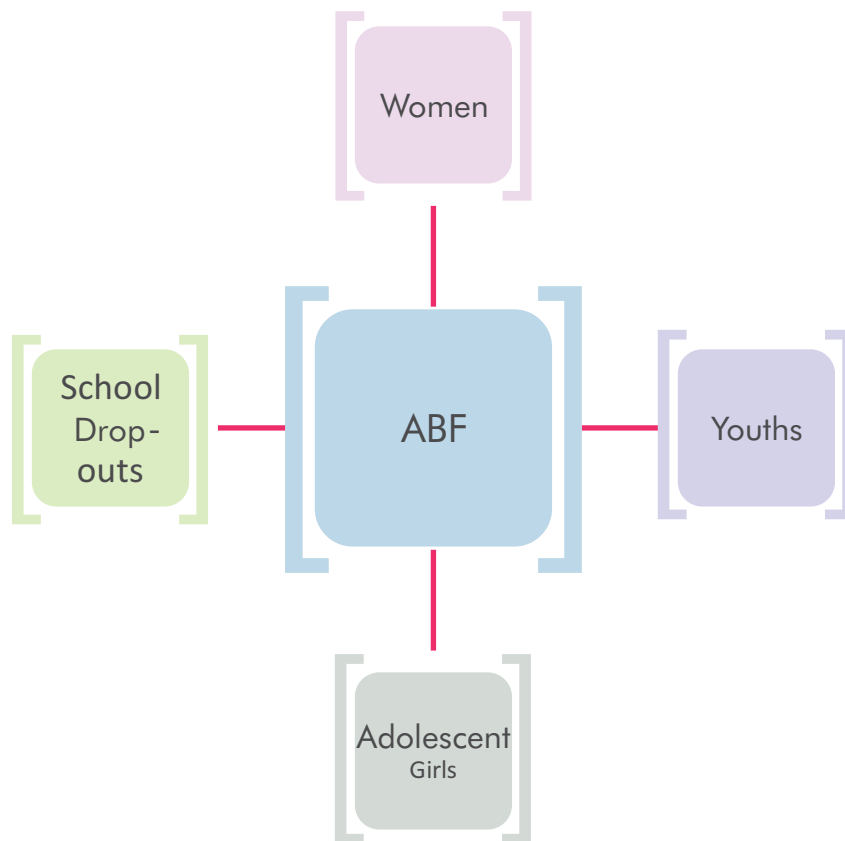 Women
School
Drop-
outs
ABF
Youths
Adolescent
Girls